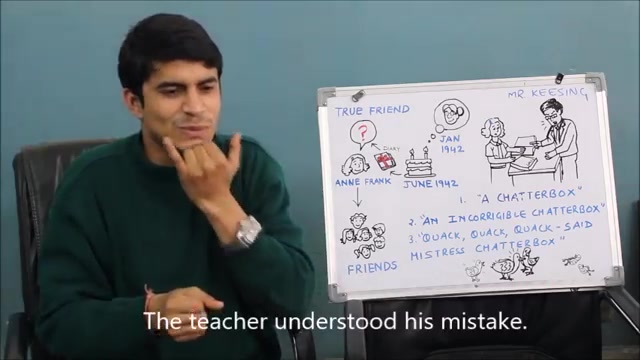 TRUE FRIEND
MR. KEESING
?
DIARY
JAN
1942
ANNE FRANK
JUNE 1942
1. "A CHATTERBOX"
2. "AN INCORRIGIBLE CHATTERBOX"
3. "QUACK, QUACK, QUACK - SAID
MISTRESS CHATTERBOX"
FRIENDS
The teacher understood his mistake.